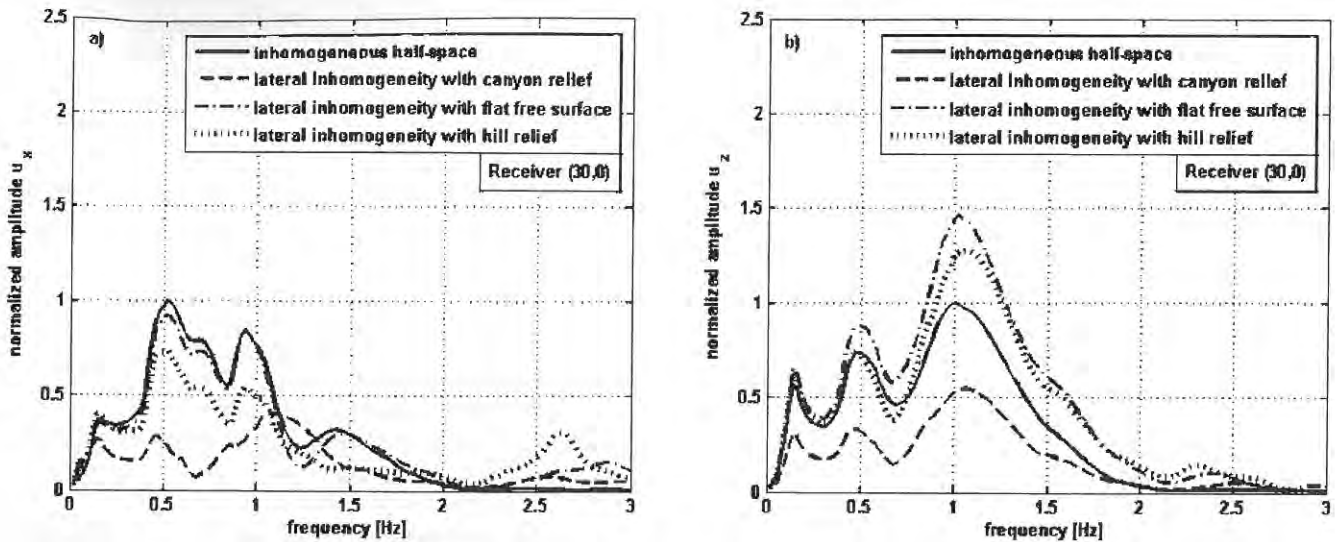 a)
inhomogeneous half-space
lateral Inhomogeneity with canyon relief
lateral inhomogeneity with flat free surface
lateral inhomogeneity with hill relief
Receiver (30,0)
normalized amplitude u x
2.5
2
1.5
1
0.5
0
0 0.5 1 1.5 2 2.5 3
frequency [Hz]
b)
inhomogeneous half-space
lateral inhomogeneity with canyon relief
lateral inhomogeneity with flat free surface
lateral inhomogeneity with hill relief
Receiver (30,0)
normalized amplitude u z
2.5
2
1.5
1
0.5
0
0 0.5 1 1.5 2 2.5 3
frequency [Hz]